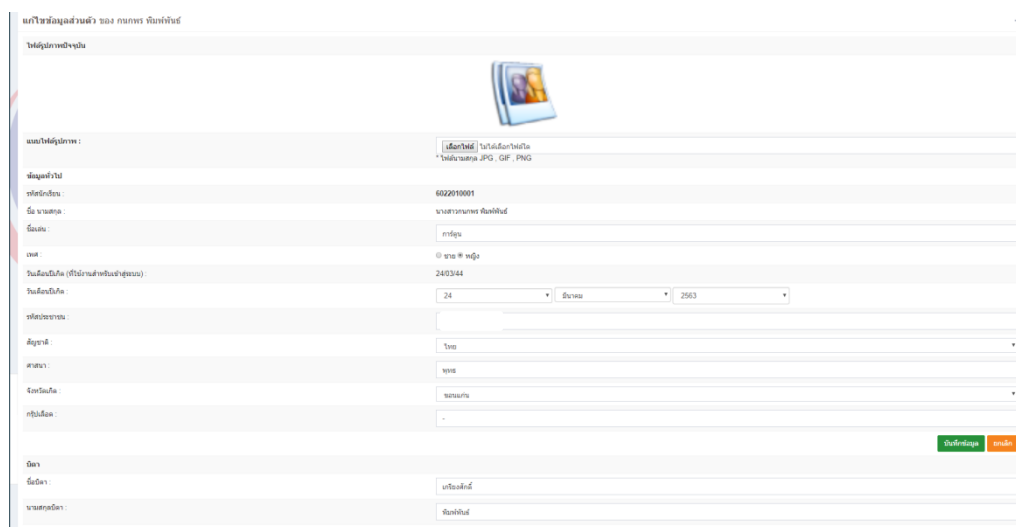 แก้ไขข้อมูลส่วนตัว ของ กนกพร พิมพ์พันธ์
ไฟล์รูปภาพปัจจุบัน
แนบไฟล์รูปภาพ :
เลือกไฟล์ ไม่ได้เลือกไฟล์ใด
* ไฟล์นามสกุล JPG , GIF , PNG
ข้อมูลทั่วไป
รหัสนักเรียน : 6022010001
ชื่อ นามสกุล : นางสาวกนกพร พิมพ์พันธ์
ชื่อเล่น : การ์ตูน
เพศ : ชาย หญิง
วันเดือนปีเกิด (ที่ใช้งานสำหรับเข้าสู่ระบบ) : 24/03/44
วันเดือนปีเกิด : 24 มีนาคม 2563
รหัสประชาชน :
สัญชาติ : ไทย
ศาสนา : พุทธ
จังหวัดเกิด : ขอนแก่น
กรุ๊ปเลือด : -
บันทึกข้อมูล ยกเลิก
บิดา
ชื่อบิดา : เกรียงศักดิ์
นามสกุลบิดา : พิมพ์พันธ์